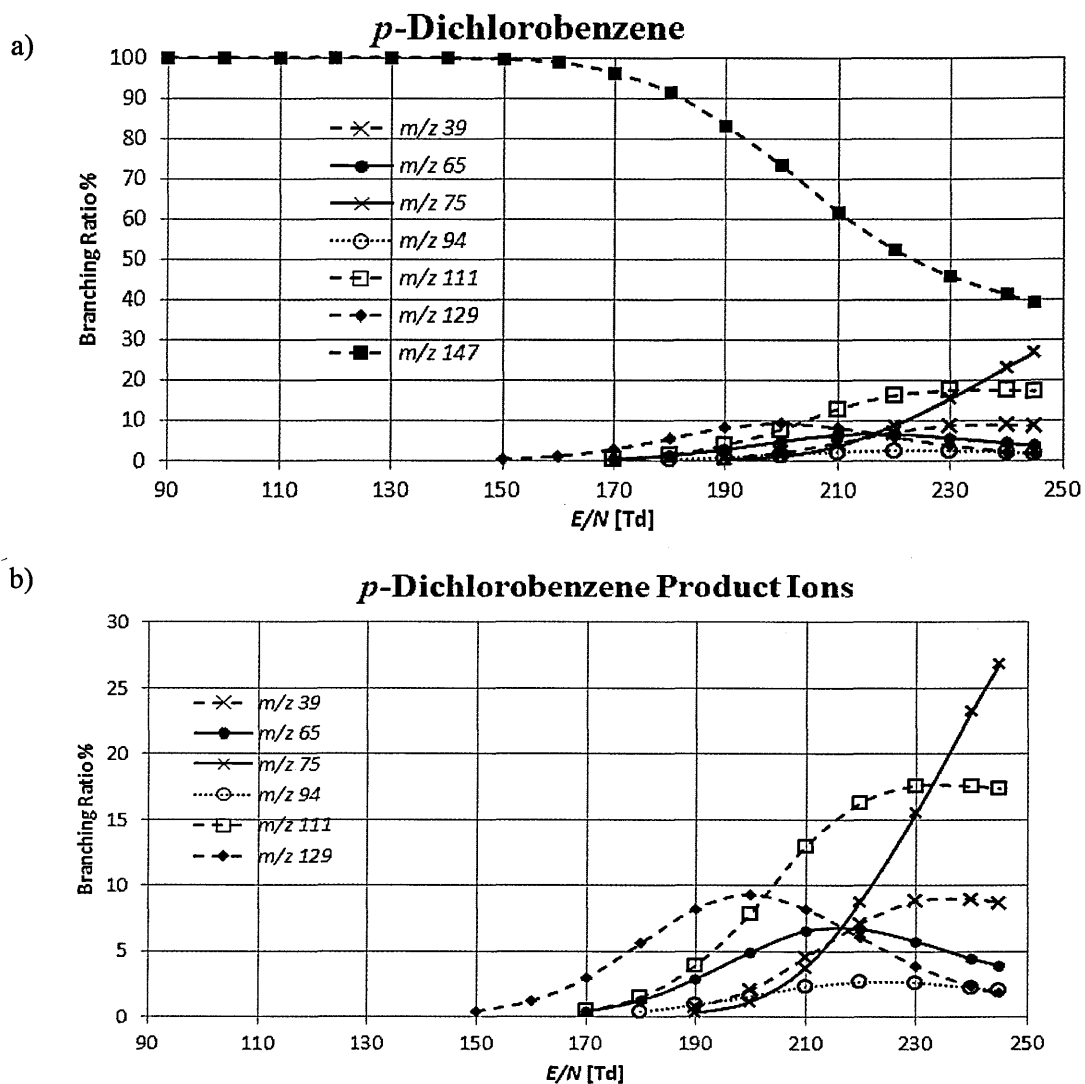 a)
p-Dichlorobenzene
100
90
80
70
60
50
40
30
20
10
0
Branching Ratio%
m/z 39
m/z 65
m/z 75
m/z 94
m/z 111
m/z 129
m/z 147
90 110 130 150 170 190 210 230 250
E/N [Td]
b)
p-Dichlorobenzene Product Ions
30
25
20
15
10
5
0
Branching Ratio%
m/z 39
m/z 65
m/z 75
m/z 94
m/z 111
m/z 129
90 110 130 150 170 190 210 230 250
E/N [Td]